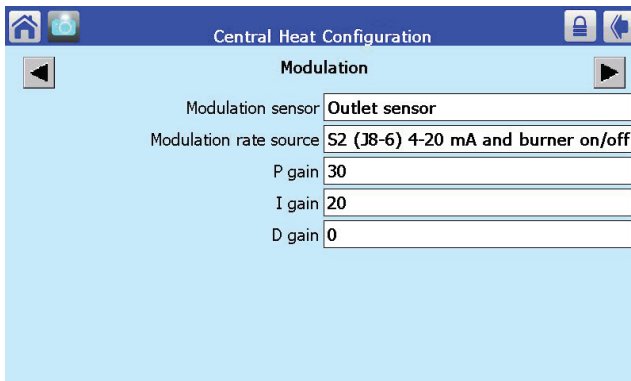 Central Heat Configuration
Modulation
Modulation sensor Outlet sensor
Modulation rate source S2 (J8-6) 4-20 mA and burner on/off
P gain 30
I gain 20
D gain 0